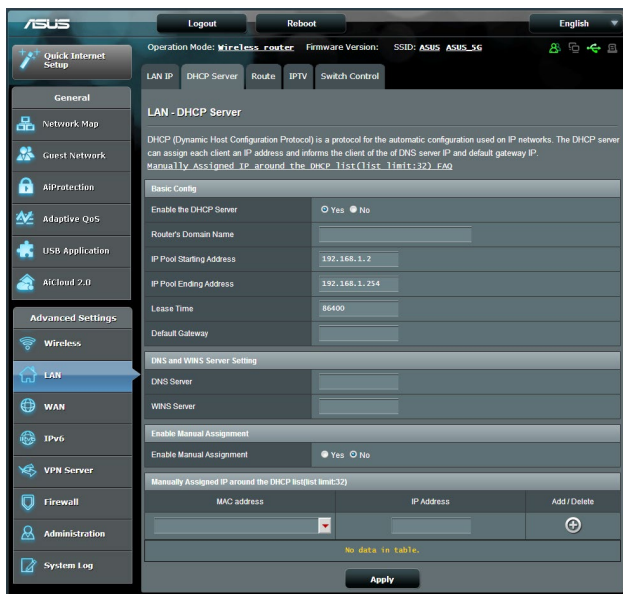 ASUS
Logout
Reboot
English
Quick Internet
Setup
Operation Mode: Wireless router Firmware Version: SSID: ASUS ASUS_5G
LAN IP
DHCP Server
Route
IPTV
Switch Control
General
Network Map
Guest Network
AiProtection
Adaptive QoS
USB Application
AiCloud 2.0
Advanced Settings
Wireless
LAN
WAN
IPv6
VPN Server
Firewall
Administration
System Log
LAN - DHCP Server
DHCP (Dynamic Host Configuration Protocol) is a protocol for the automatic configuration used on IP networks. The DHCP server
can assign each client an IP address and informs the client of the of DNS server IP and default gateway IP.
Manually Assigned IP around the DHCP list(list limit:32) FAQ
Basic Config
Enable the DHCP Server Yes No
Router's Domain Name
IP Pool Starting Address 192.168.1.2
IP Pool Ending Address 192.168.1.254
Lease Time 86400
Default Gateway
DNS and WINS Server Setting
DNS Server
WINS Server
Enable Manual Assignment
Enable Manual Assignment Yes No
Manually Assigned IP around the DHCP list(list limit:32)
MAC address IP Address Add / Delete
No data in table.
Apply